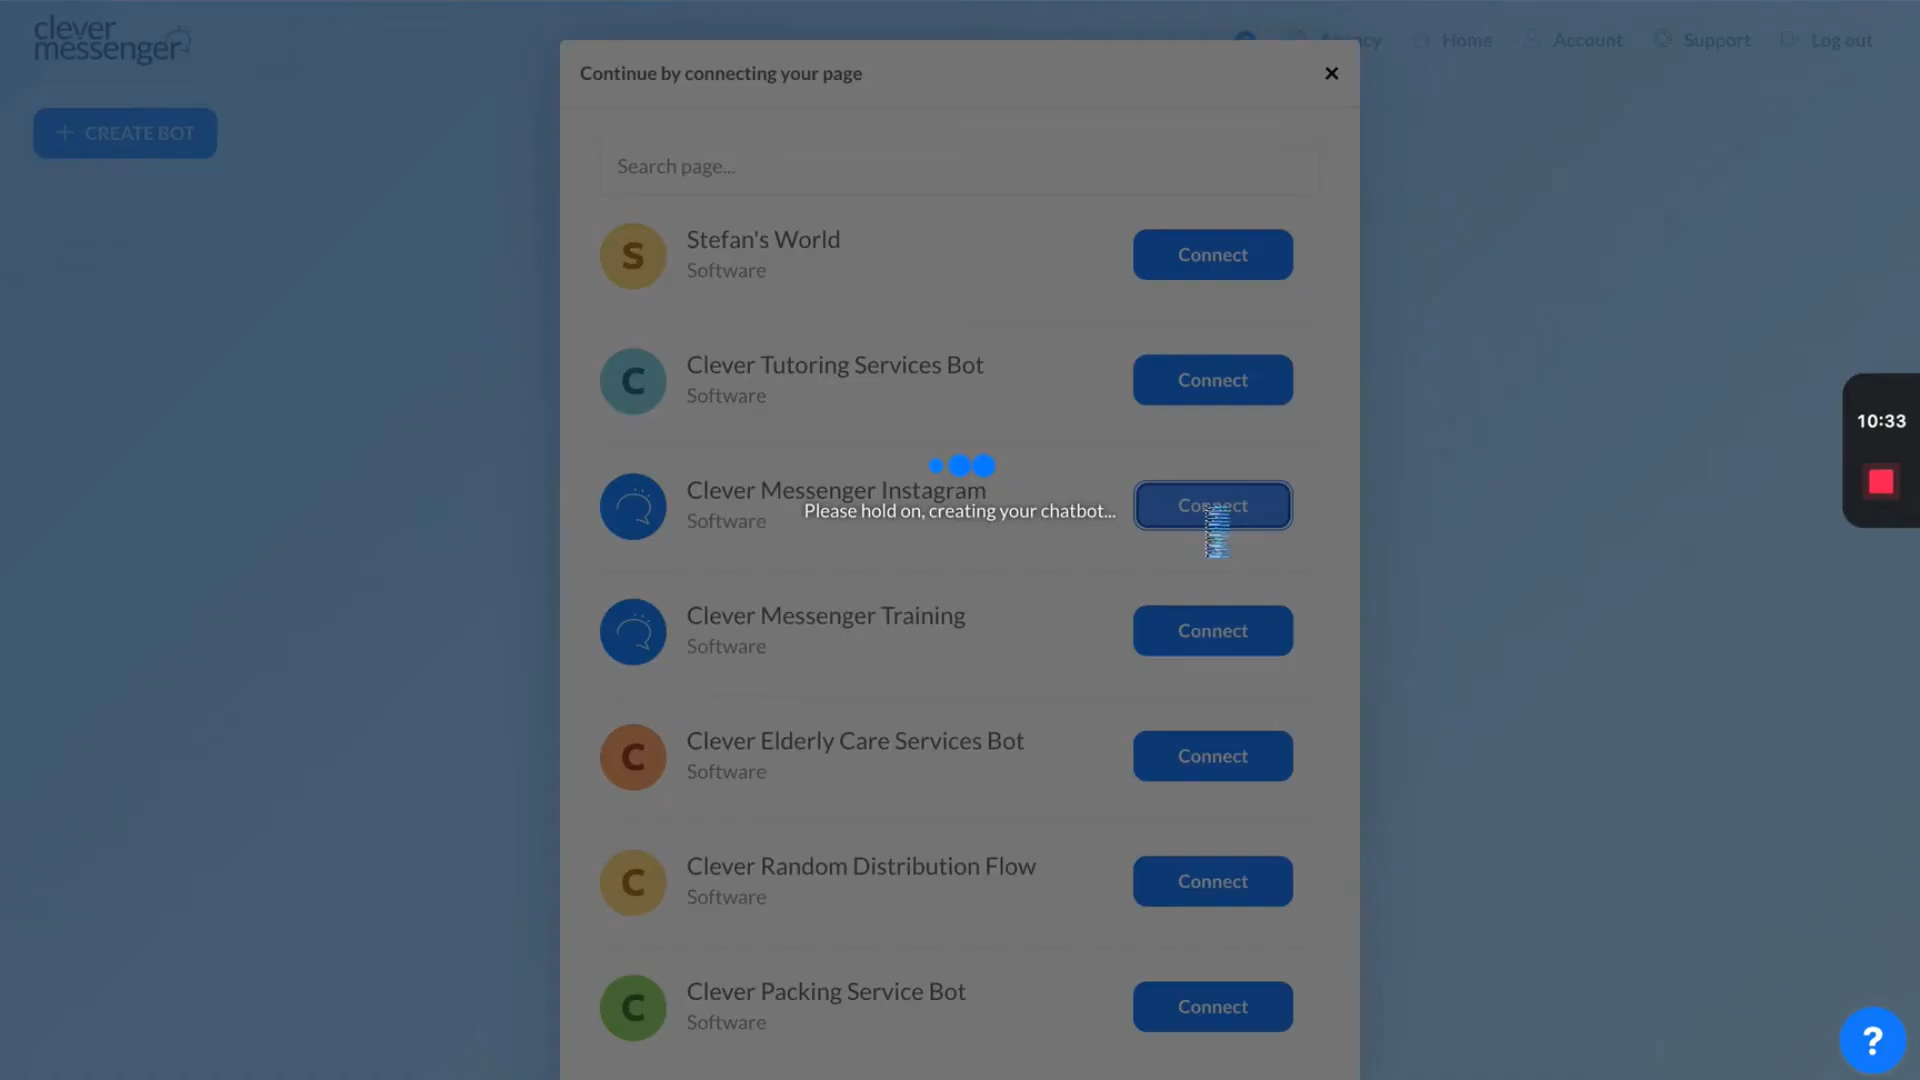 clever
messenger
Home
Account
Support
Log out
+ CREATE BOT
Continue by connecting your page
×
Search page...
S
Stefan's World
Software
Connect
C
Clever Tutoring Services Bot
Software
Connect
Clever Messenger Instagram
Software
Connect
Please hold on, creating your chatbot...
Clever Messenger Training
Software
Connect
C
Clever Elderly Care Services Bot
Software
Connect
C
Clever Random Distribution Flow
Software
Connect
C
Clever Packing Service Bot
Software
Connect
10:33
?